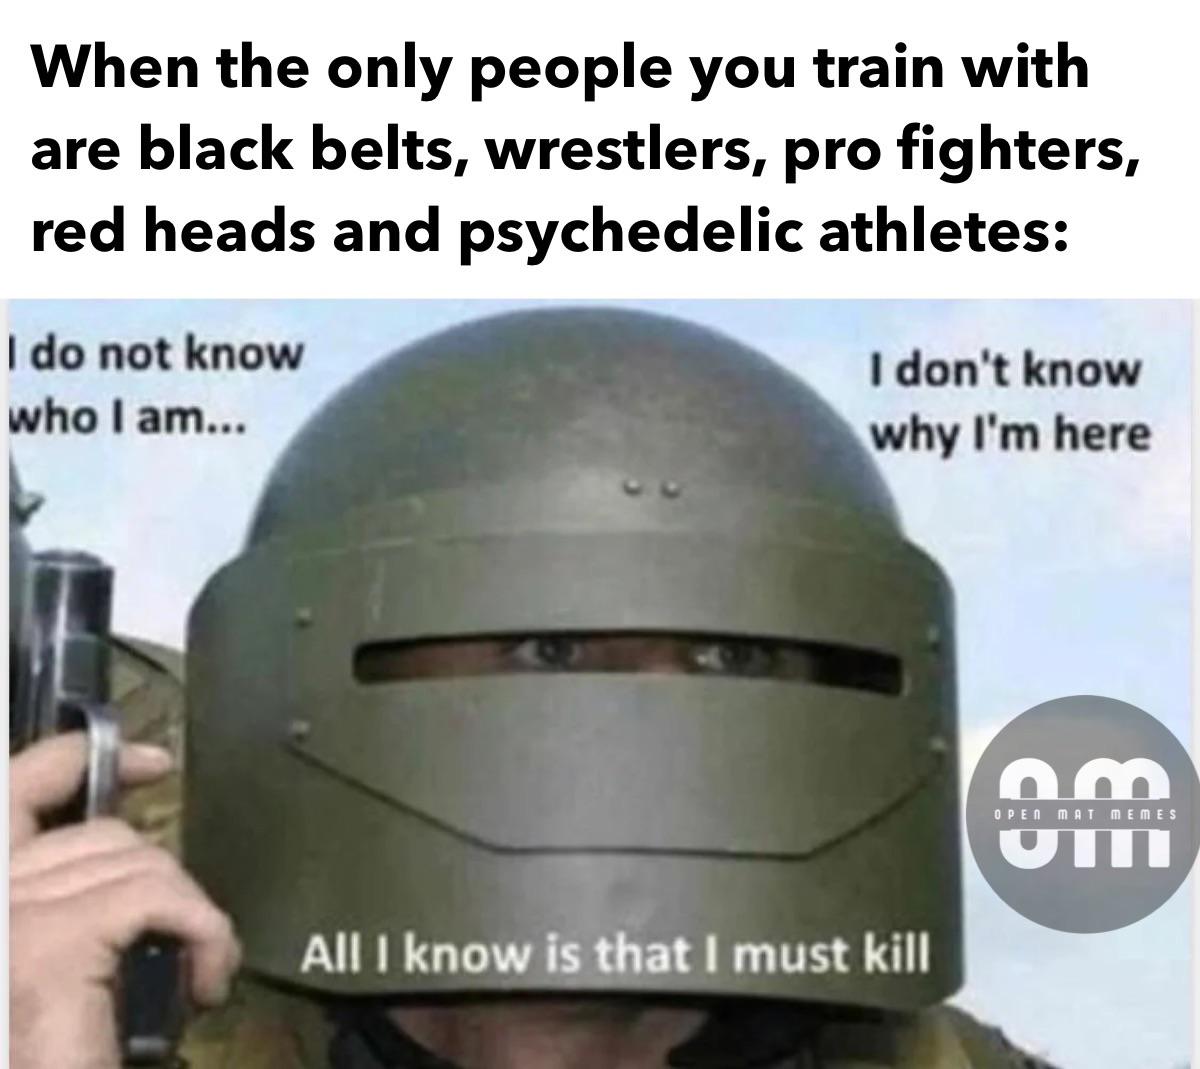 When the only people you train with
are black belts, wrestlers, pro fighters,
red heads and psychedelic athletes:
I do not know
who I am...
I don't know
why I'm here
OM
OPEN MAT MEMES
All I know is that I must kill